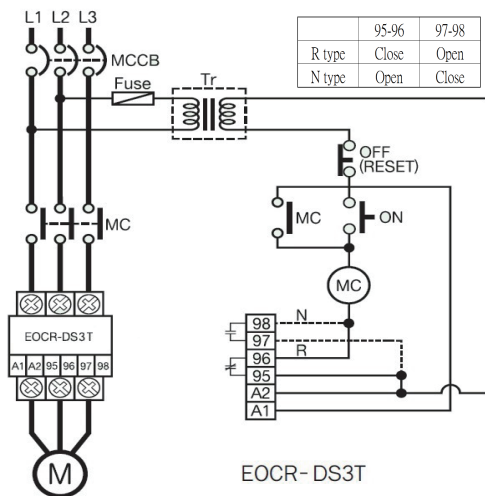 L1 L2 L3
MCCB
Fuse
Tr
95-96 97-98
R type Close Open
N type Open Close
OFF
(RESET)
MC
ON
MC
MC
EOCR-DS3T
A1 A2 95 96 97 98
M
98 N
97
96 R
95
A2
A1
EOCR- DS3T